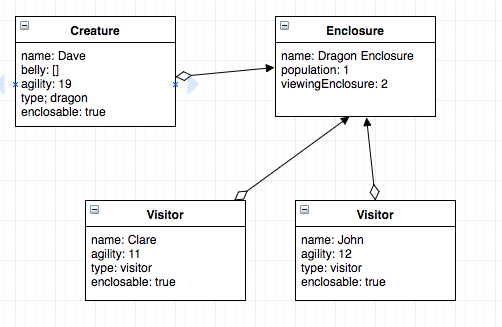 Creature
name: Dave
belly: []
agility: 19
type; dragon
enclosable: true
Enclosure
name: Dragon Enclosure
population: 1
viewingEnclosure: 2
Visitor
name: Clare
agility: 11
type: visitor
enclosable: true
Visitor
name: John
agility: 12
type: visitor
enclosable: true